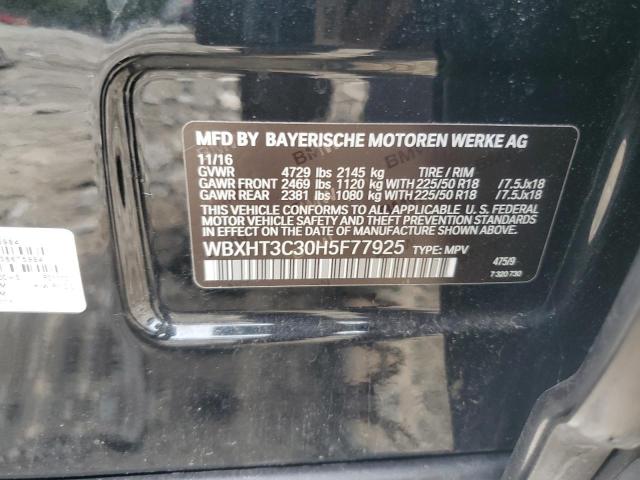 MFD BY BAYERISCHE MOTOREN WERKE AG
11/16
GVWR 4729 lbs 2145 kg TIRE / RIM
GAWR FRONT 2469 lbs 1120 kg WITH 225/50 R18 /7.5Jx18
GAWR REAR 2381 lbs 1080 kg WITH 225/50 R18 /7.5Jx18
THIS VEHICLE CONFORMS TO ALL APPLICABLE U. S. FEDERAL
MOTOR VEHICLE SAFETY AND THEFT PREVENTION STANDARDS
IN EFFECT ON THE DATE OF MANUFACTURE SHOWN ABOVE.
WBXHT3C30H5F77925 TYPE: MPV
475/9
7 320 730